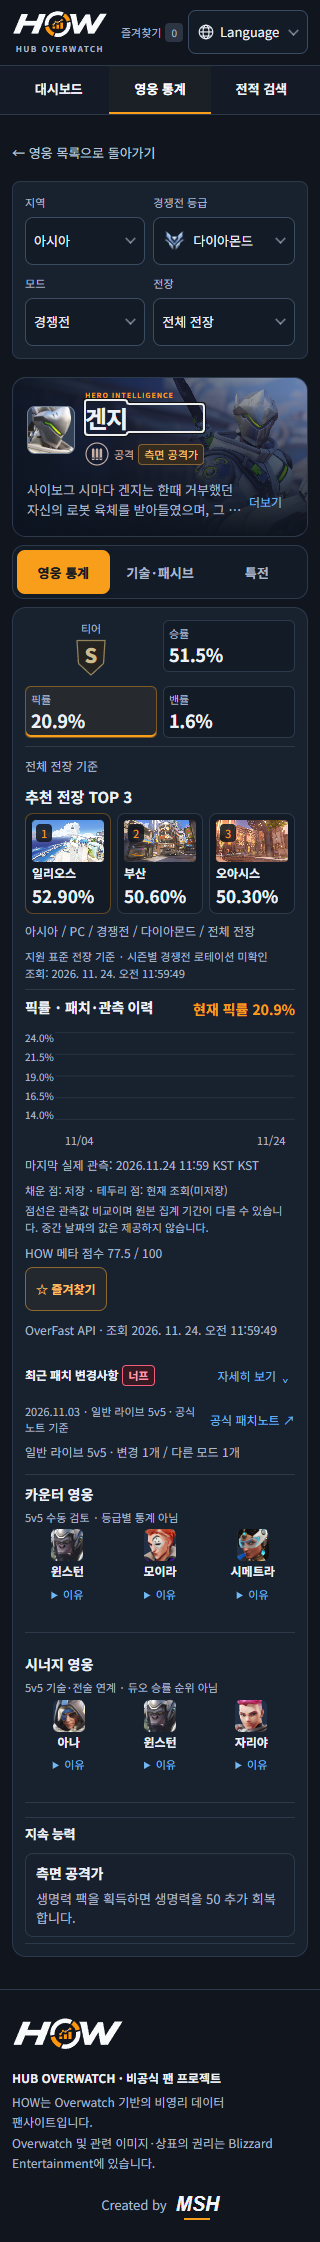 HOW
HUB OVERWATCH
즐겨찾기 0
Language
대시보드 영웅 통계 전적 검색
← 영웅 목록으로 돌아가기
지역 경쟁전 등급
아시아 다이아몬드
모드 전장
경쟁전 전체 전장
HERO INTELLIGENCE
겐지
공격 측면 공격가
사이보그 시마다 겐지는 한때 거부했던
자신의 로봇 육체를 받아들였으며, 그 … 더보기
영웅 통계 기술·패시브 특전
티어
S
승률
51.5%
픽률
20.9%
밴률
1.6%
전체 전장 기준
추천 전장 TOP 3
1 2 3
일리오스 부산 오아시스
52.90% 50.60% 50.30%
아시아 / PC / 경쟁전 / 다이아몬드 / 전체 전장
지원 표준 전장 기준 · 시즌별 경쟁전 로테이션 미확인
조회: 2026. 11. 24. 오전 11:59:49
픽률 · 패치·관측 이력 현재 픽률 20.9%
24.0%
21.5%
19.0%
16.5%
14.0%
11/04 11/24
마지막 실제 관측: 2026.11.24 11:59 KST KST
채운 점: 저장 · 테두리 점: 현재 조회(미저장)
점선은 관측값 비교이며 원본 집계 기간이 다를 수 있습니
다. 중간 날짜의 값은 제공하지 않습니다.
HOW 메타 점수 77.5 / 100
☆ 즐겨찾기
OverFast API · 조회 2026. 11. 24. 오전 11:59:49
최근 패치 변경사항 너프 자세히 보기 ⌄
2026.11.03 · 일반 라이브 5v5 · 공식
노트 기준
공식 패치노트 ↗
일반 라이브 5v5 · 변경 1개 / 다른 모드 1개
카운터 영웅
5v5 수동 검토 · 등급별 통계 아님
윈스턴 모이라 시메트라
▶ 이유 ▶ 이유 ▶ 이유
시너지 영웅
5v5 기술·전술 연계 · 듀오 승률 순위 아님
아나 윈스턴 자리야
▶ 이유 ▶ 이유 ▶ 이유
지속 능력
측면 공격가
생명력 팩을 획득하면 생명력을 50 추가 회복
합니다.
HOW
HUB OVERWATCH · 비공식 팬 프로젝트
HOW는 Overwatch 기반의 비영리 데이터
팬사이트입니다.
Overwatch 및 관련 이미지·상표의 권리는 Blizzard
Entertainment에 있습니다.
Created by MSH